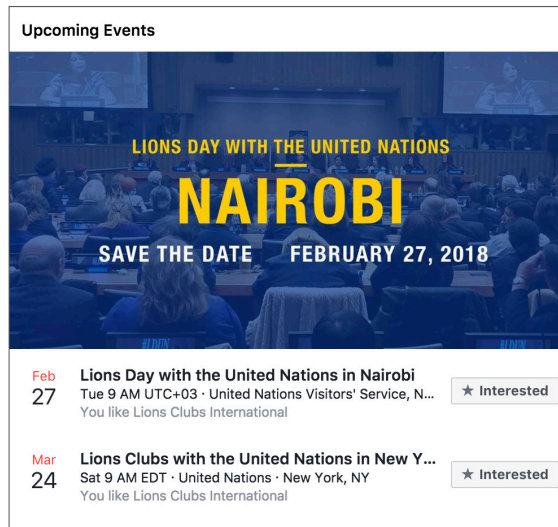 Upcoming Events
LIONS DAY WITH THE UNITED NATIONS
NAIROBI
SAVE THE DATE FEBRUARY 27, 2018
#LDUN
#LDUN
Feb
27
Lions Day with the United Nations in Nairobi
Tue 9 AM UTC+03 · United Nations Visitors' Service, N...
You like Lions Clubs International
★ Interested
Mar
24
Lions Clubs with the United Nations in New Y...
Sat 9 AM EDT · United Nations · New York, NY
You like Lions Clubs International
★ Interested